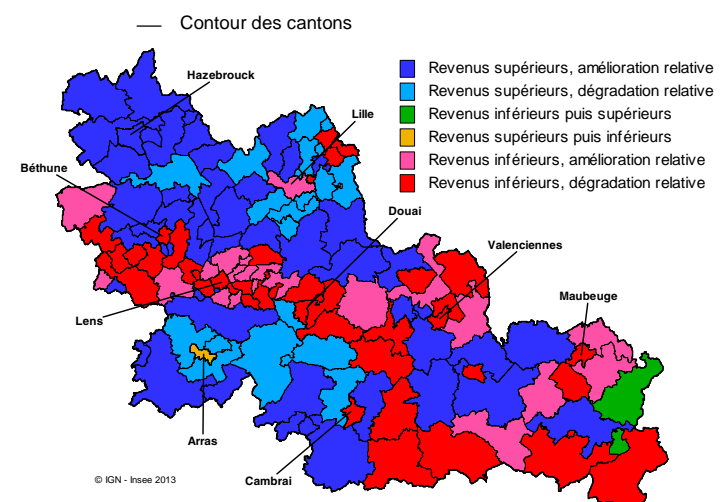 Contour des cantons
Revenus supérieurs, amélioration relative
Revenus supérieurs, dégradation relative
Revenus inférieurs puis supérieurs
Revenus supérieurs puis inférieurs
Revenus inférieurs, amélioration relative
Revenus inférieurs, dégradation relative
Hazebrouck
Lille
Béthune
Douai
Valenciennes
Maubeuge
Lens
Arras
Cambrai
© IGN - Insee 2013